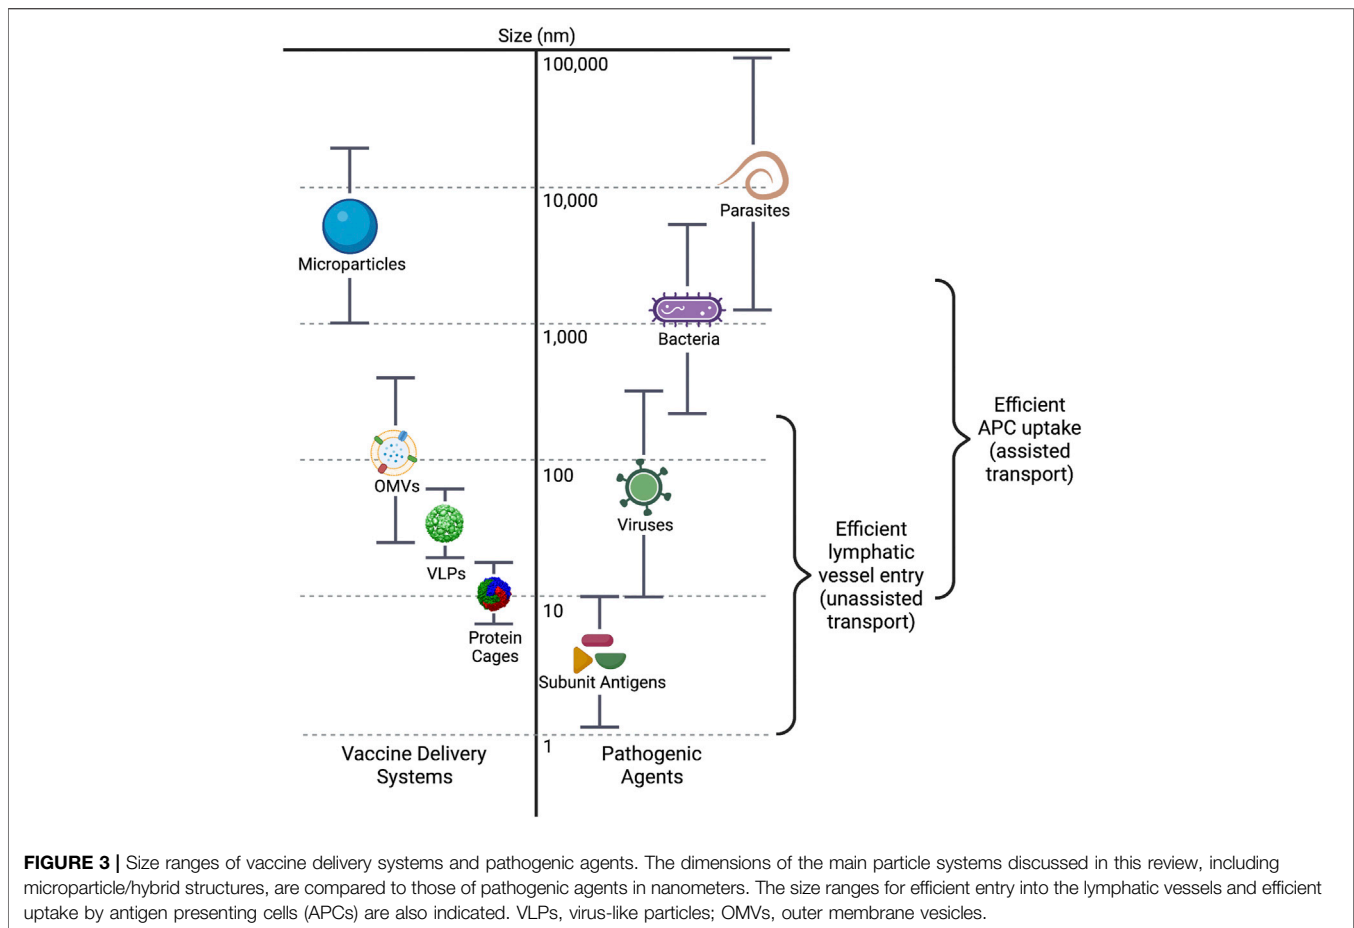 Size (nm)
100,000
10,000
Parasites
Microparticles
1,000
Bacteria
Efficient
APC uptake
(assisted
transport)
100
OMVs
Viruses
Efficient
lymphatic
vessel entry
(unassisted
transport)
VLPs
10
Protein
Cages
Subunit Antigens
1
Vaccine Delivery
Systems
Pathogenic
Agents
FIGURE 3 | Size ranges of vaccine delivery systems and pathogenic agents. The dimensions of the main particle systems discussed in this review, including
microparticle/hybrid structures, are compared to those of pathogenic agents in nanometers. The size ranges for efficient entry into the lymphatic vessels and efficient
uptake by antigen presenting cells (APCs) are also indicated. VLPs, virus-like particles; OMVs, outer membrane vesicles.